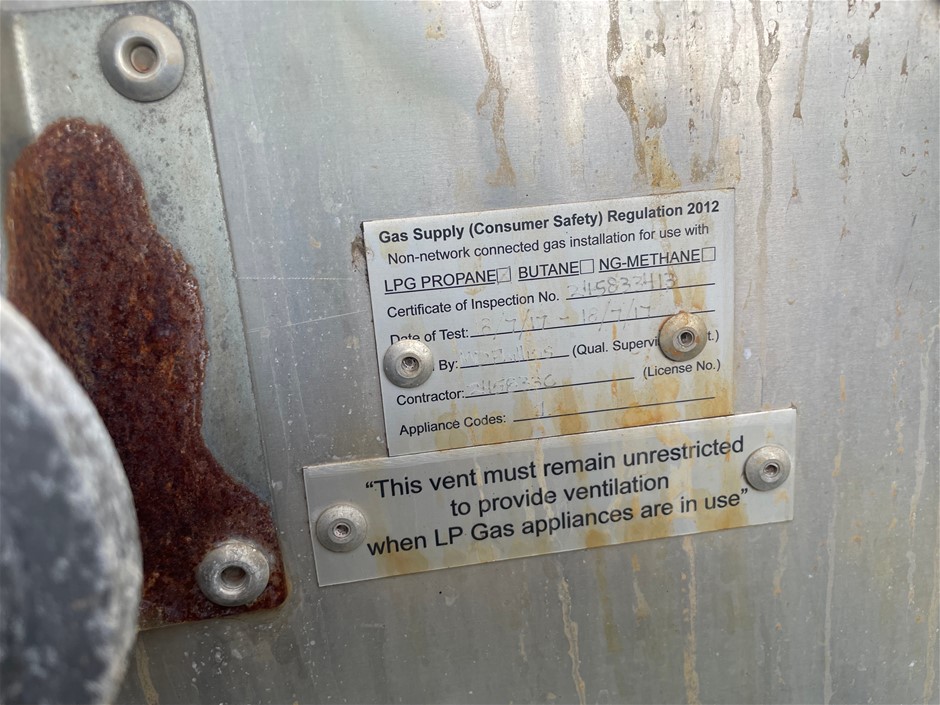 Gas Supply (Consumer Safety) Regulation 2012
Non-network connected gas installation for use with
LPG PROPANE BUTANE NG-METHANE
Certificate of Inspection No.
Date of Test:
By: (Qual. Supervi
Contractor: (License No.)
Appliance Codes: 1
“This vent must remain unrestricted
to provide ventilation
when LP Gas appliances are in use”